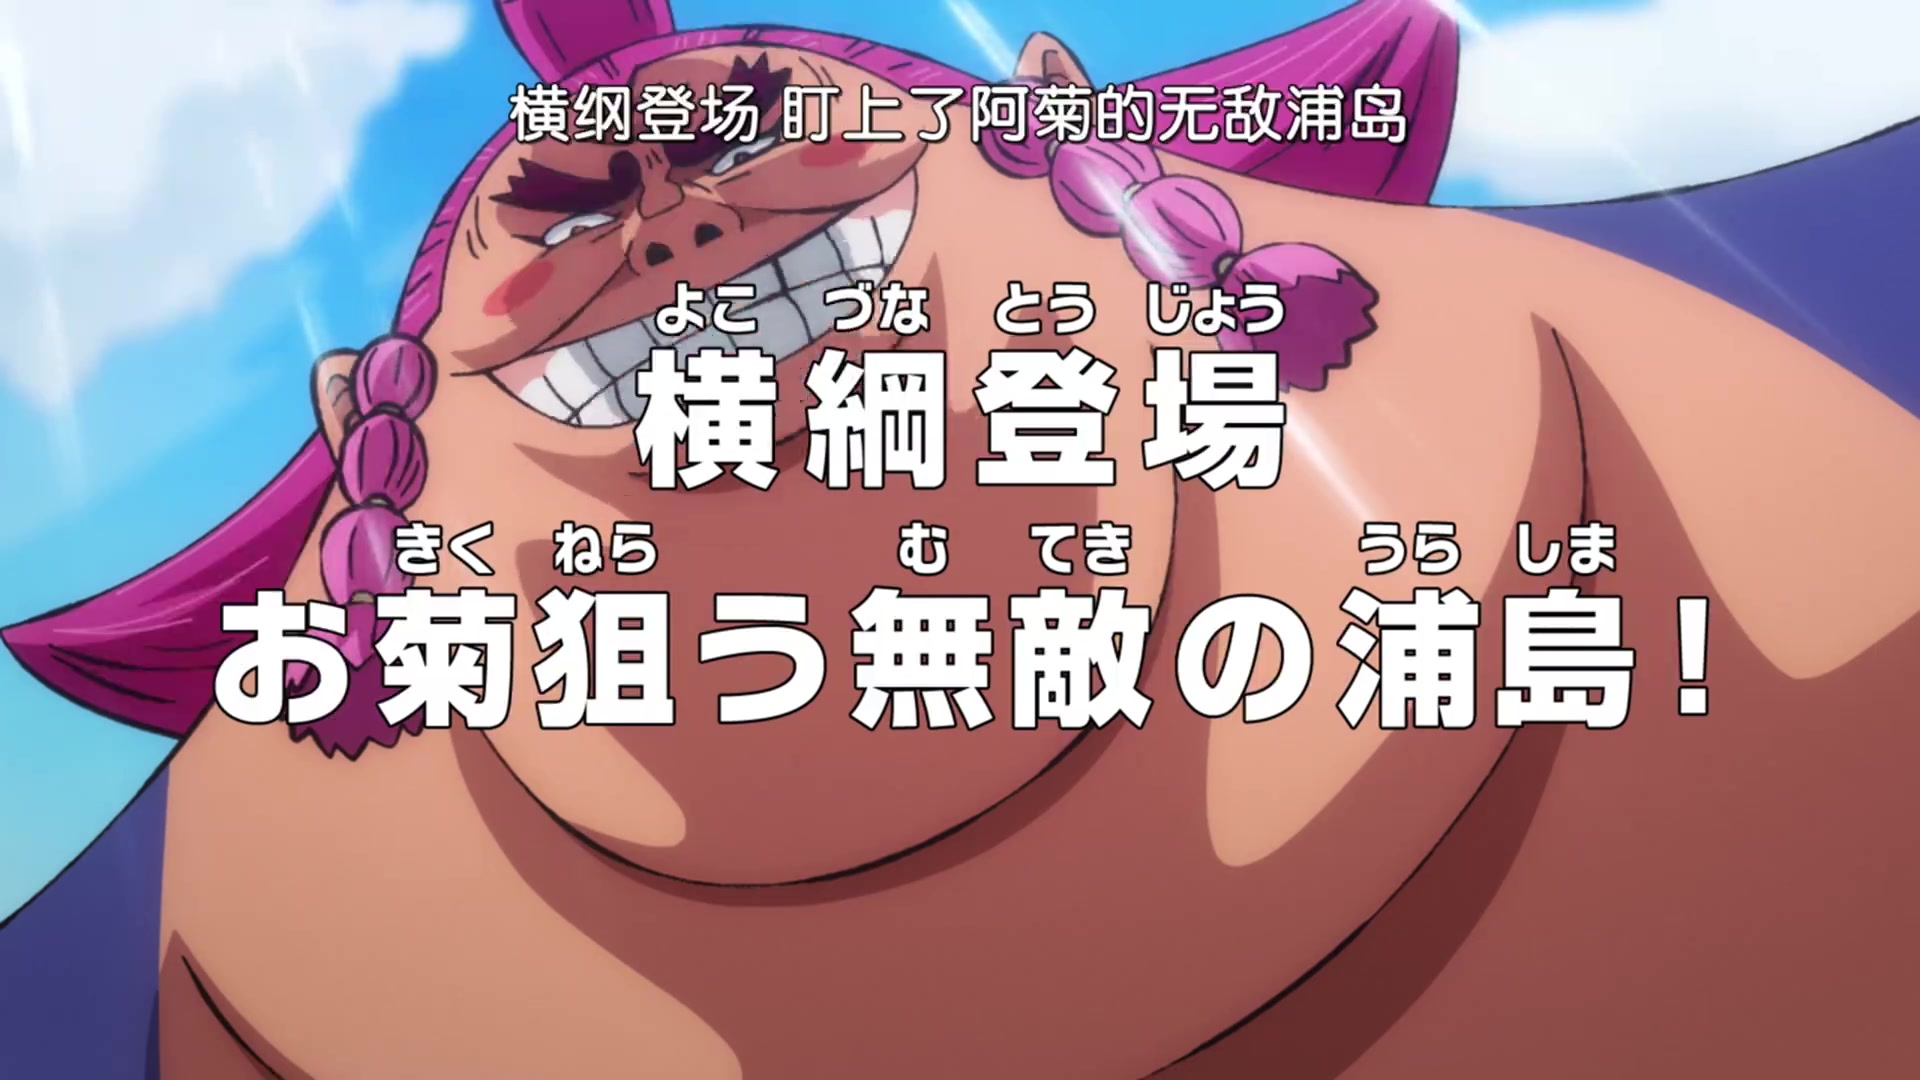 横纲登场 盯上了阿菊的无敌浦岛
よこ づな とう じょう
横綱登場
きく ねら む てき うら しま
お菊狙う無敵の浦島!